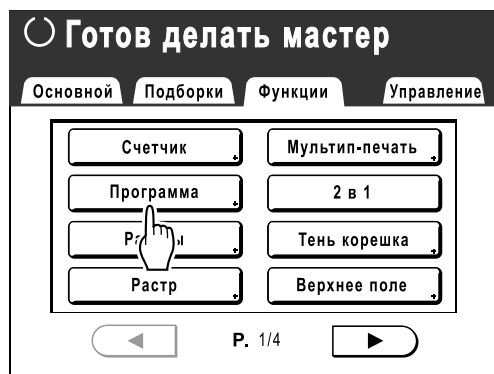 Готов делать мастер
Основной Подборки Функции Управление
Счетчик Мультип-печать
Программа 2 в 1
Тень корешка
Растр Верхнее поле
P. 1/4